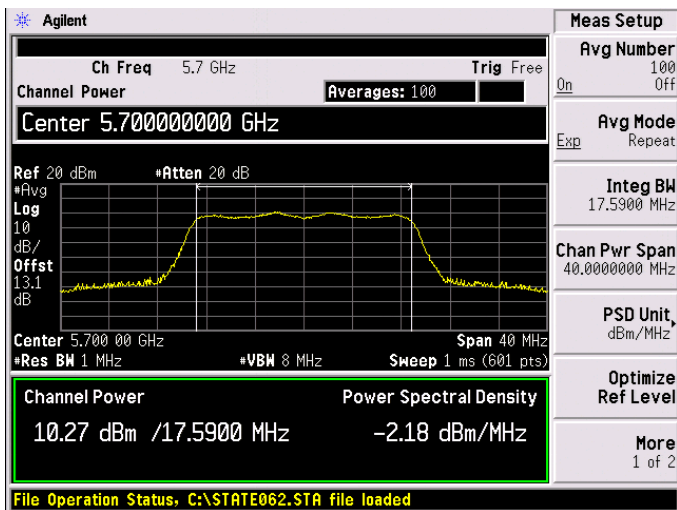 Agilent
Ch Freq 5.7 GHz Trig Free
Channel Power Averages: 100
Center 5.700000000 GHz
Ref 20 dBm #Atten 20 dB
#Avg
Log
10
dB/
Offst
13.1
dB
Center 5.700 00 GHz Span 40 MHz
#Res BW 1 MHz #VBW 8 MHz Sweep 1 ms (601 pts)
Channel Power Power Spectral Density
10.27 dBm /17.5900 MHz -2.18 dBm/MHz
File Operation Status, C:\STATE062.STA file loaded
Meas Setup
Avg Number
100
On Off
Avg Mode
Exp Repeat
Integ BW
17.5900 MHz
Chan Pwr Span
40.0000000 MHz
PSD Unit
dBm/MHz
Optimize
Ref Level
More
1 of 2